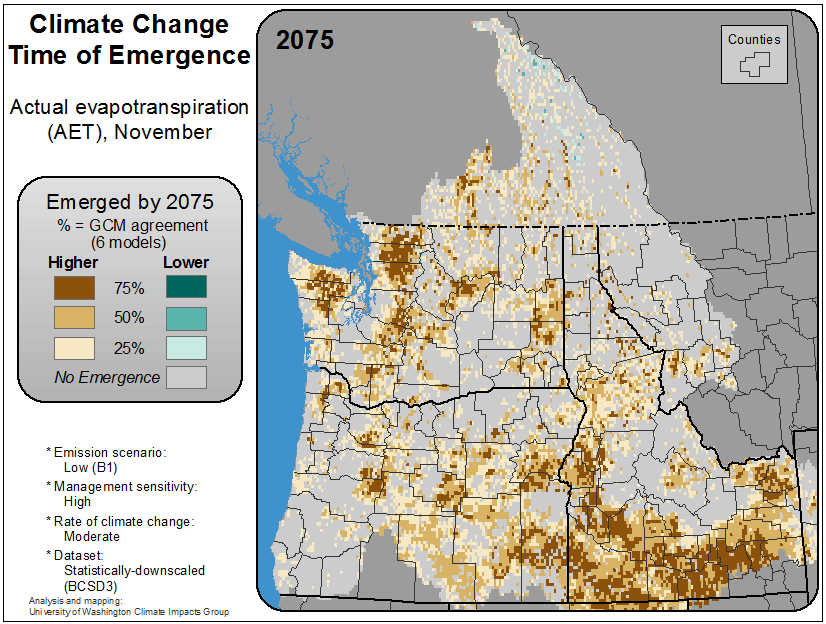 Climate Change
Time of Emergence
Actual evapotranspiration
(AET), November
Emerged by 2075
% = GCM agreement
(6 models)
Higher Lower
75%
50%
25%
No Emergence
* Emission scenario:
Low (B1)
* Management sensitivity:
High
* Rate of climate change:
Moderate
* Dataset:
Statistically-downscaled
(BCSD3)
Analysis and mapping:
University of Washington Climate Impacts Group
2075
Counties